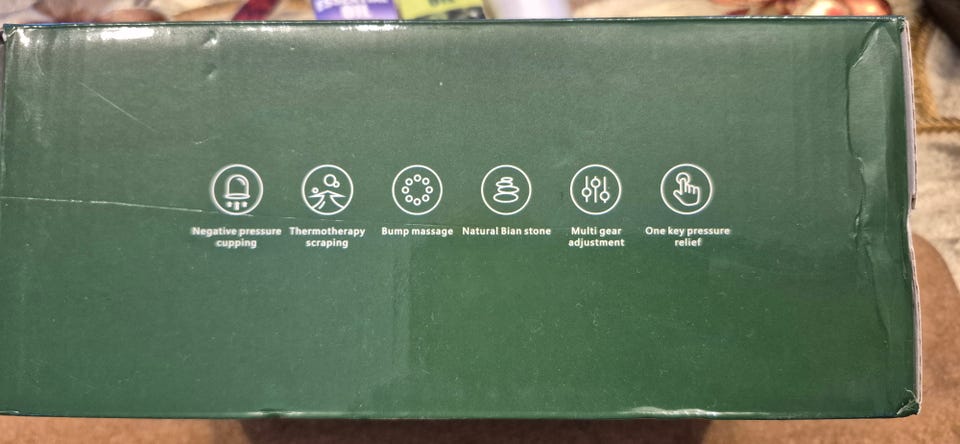 Negative pressure
cupping
Thermotherapy
scraping
Bump massage
Natural Bian stone
Multi gear
adjustment
One key pressure
relief